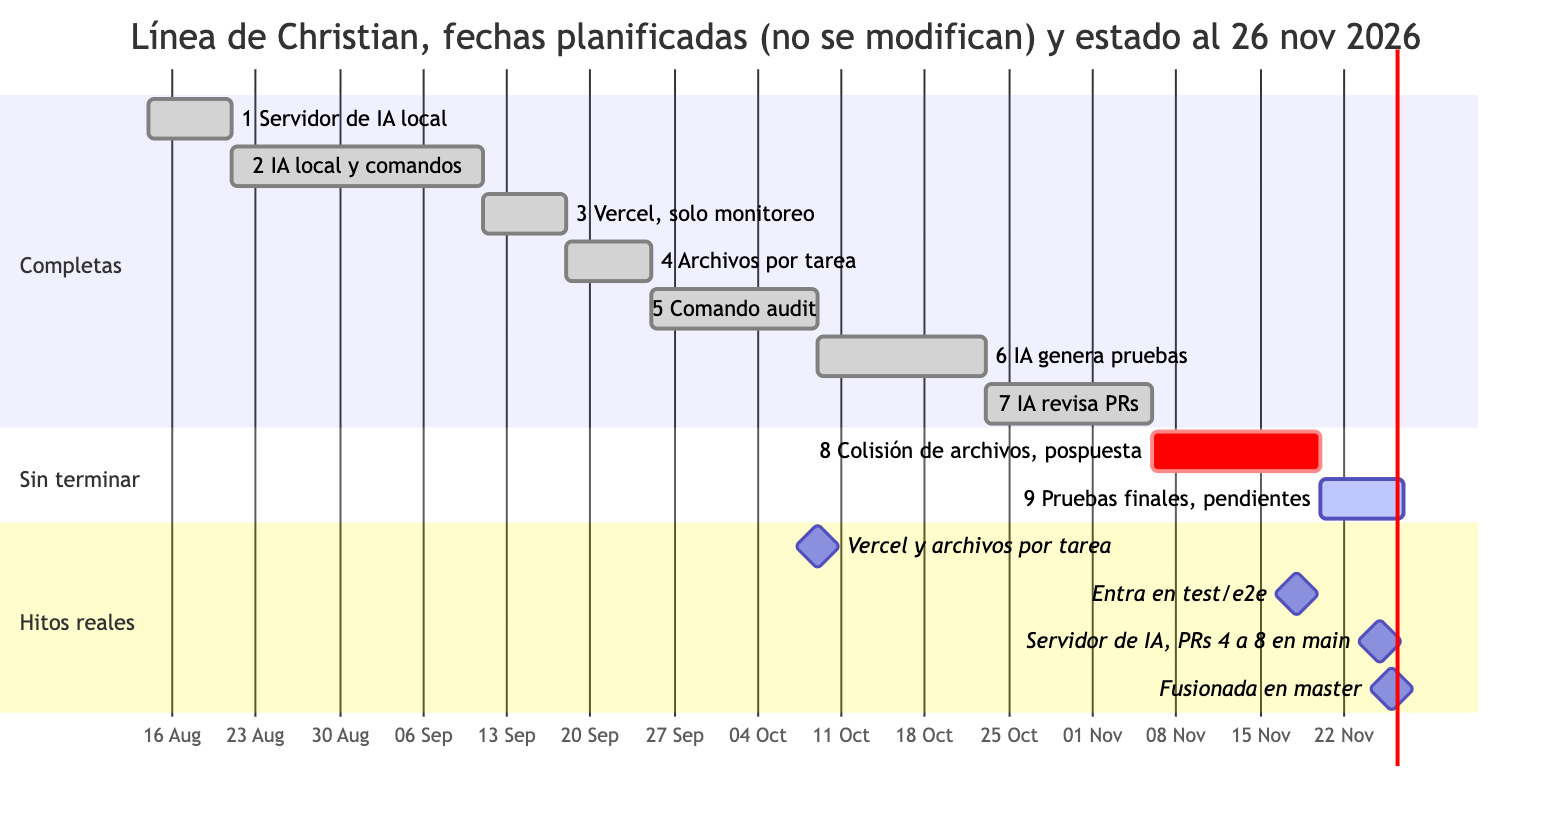 Línea de Christian, fechas planificadas (no se modifican) y estado al 26 nov 2026
Completas
1 Servidor de IA local
2 IA local y comandos
3 Vercel, solo monitoreo
4 Archivos por tarea
5 Comando audit
6 IA genera pruebas
7 IA revisa PRs
Sin terminar
8 Colisión de archivos, pospuesta
9 Pruebas finales, pendientes
Hitos reales
Vercel y archivos por tarea
Entra en test/e2e
Servidor de IA, PRs 4 a 8 en main
Fusionada en master
16 Aug 23 Aug 30 Aug 06 Sep 13 Sep 20 Sep 27 Sep 04 Oct 11 Oct 18 Oct 25 Oct 01 Nov 08 Nov 15 Nov 22 Nov